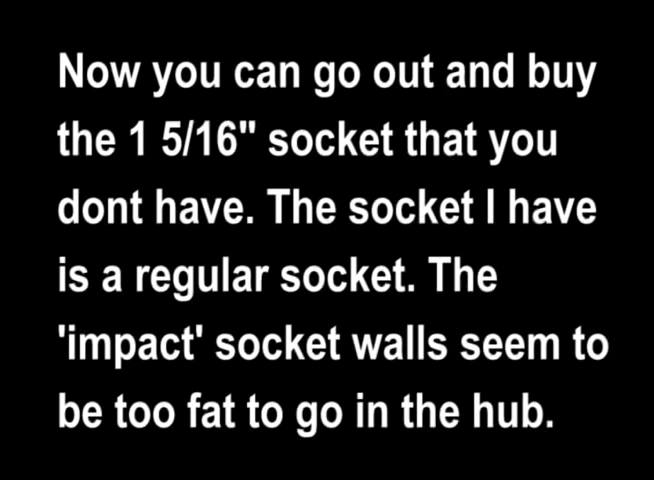 Now you can go out and buy
the 1 5/16" socket that you
dont have. The socket I have
is a regular socket. The
'impact' socket walls seem to
be too fat to go in the hub.